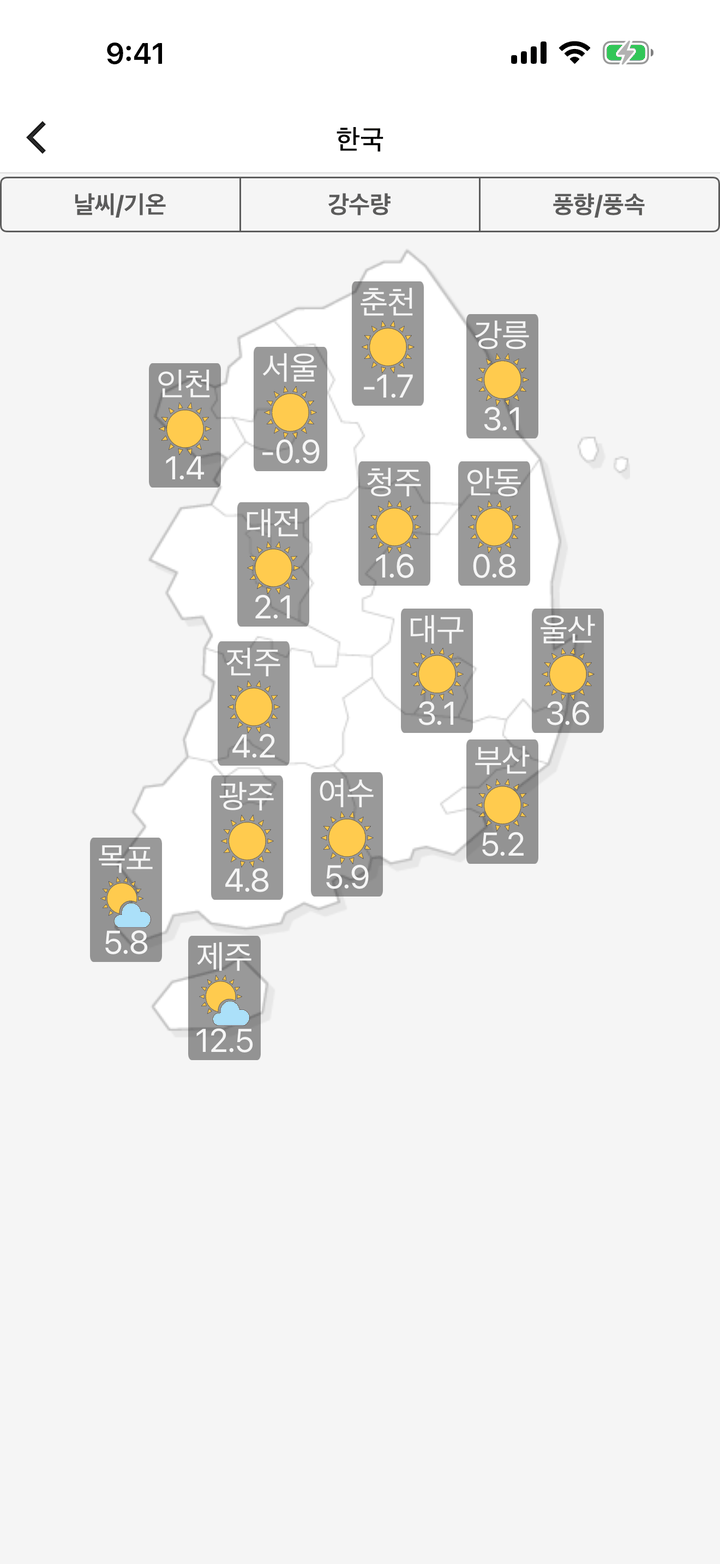 9:41
한국
날씨/기온
강수량
풍향/풍속
춘천
-1.7
강릉
3.1
서울
-0.9
인천
1.4
청주
1.6
안동
0.8
대전
2.1
대구
3.1
울산
3.6
전주
4.2
부산
5.2
여수
5.9
광주
4.8
목포
5.8
제주
12.5